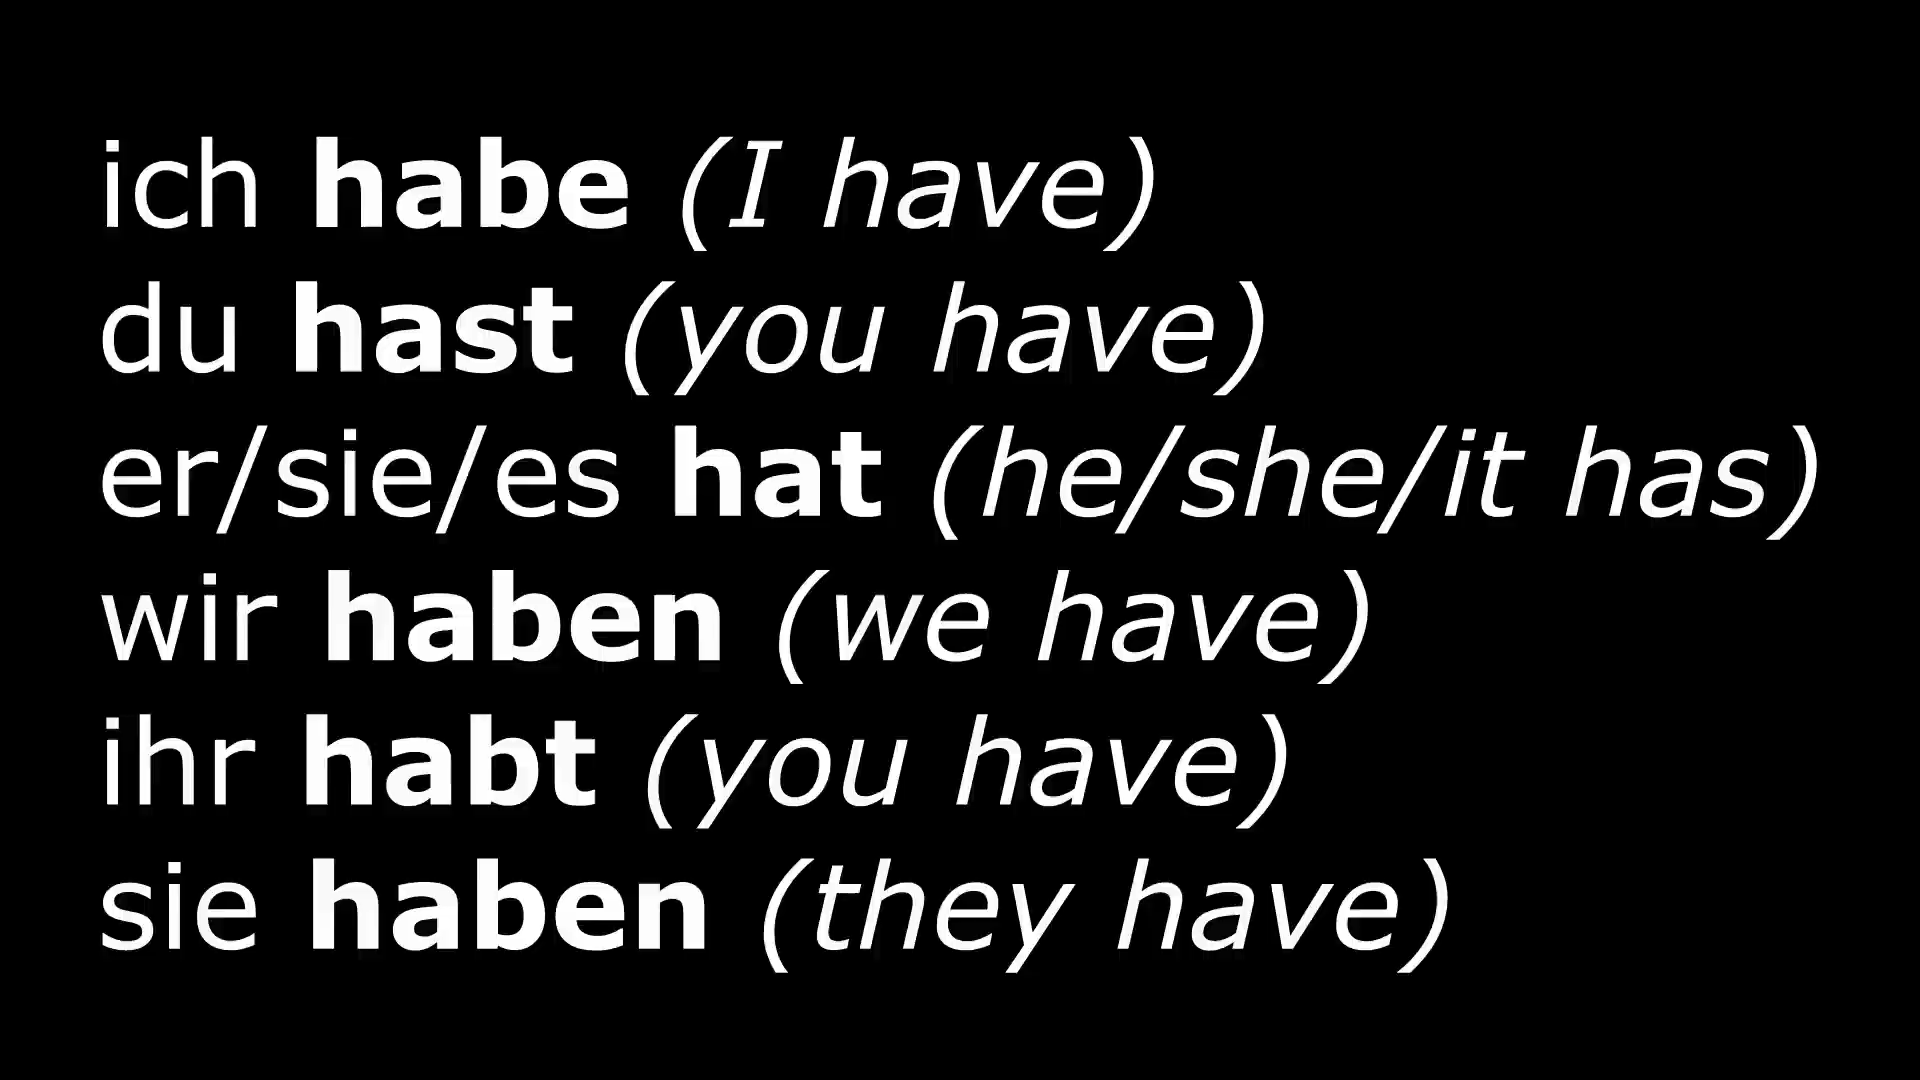 ich habe (I have)
du hast (you have)
er/sie/es hat (he/she/it has)
wir haben (we have)
ihr habt (you have)
sie haben (they have)